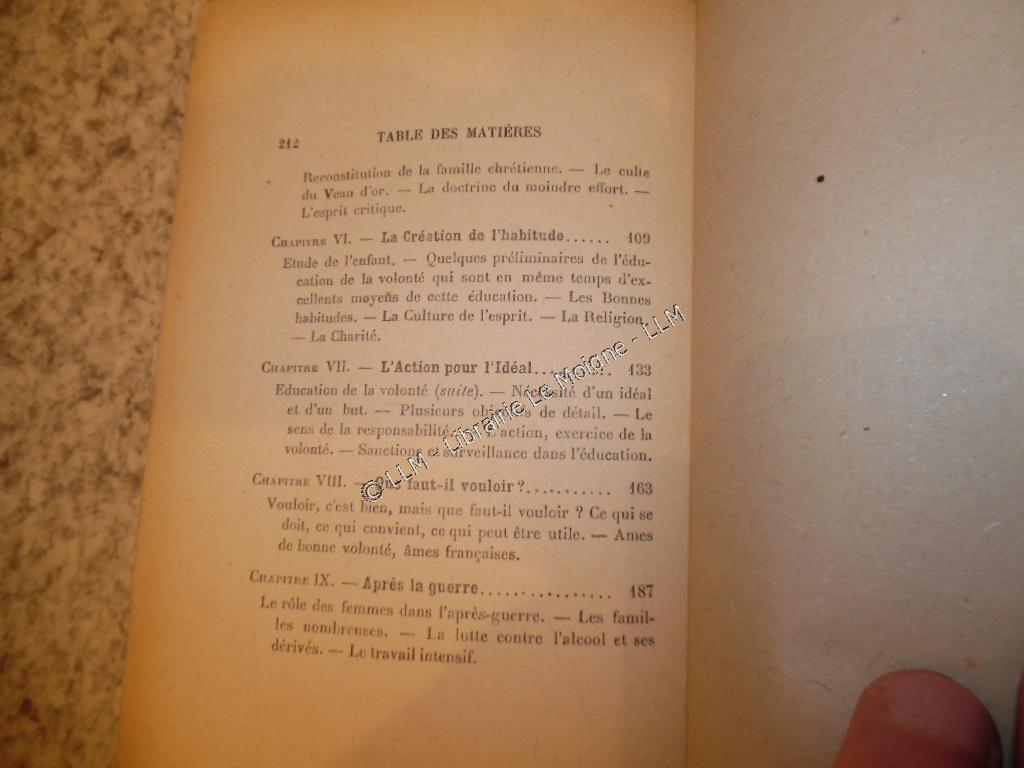 212 TABLE DES MATIÈRES
Reconstitution de la famille chrétienne. — Le culte
du Veau d'or. — La doctrine du moindre effort. —
L'esprit critique.
CHAPITRE VI. — La Création de l'habitude...... 109
Etude de l'enfant. — Quelques préliminaires de l'édu-
cation de la volonté qui sont en même temps d'ex-
cellents moyens de cette éducation. — Les Bonnes
habitudes. — La Culture de l'esprit. — La Religion.
— La Charité.
CHAPITRE VII. — L'Action pour l'Idéal.......... 133
Education de la volonté (suite). — Nécessité d'un idéal
et d'un but. — Plusieurs de détail. — Le
sens de la responsabilité. L'action, exercice de la
volonté. — Sanctions et surveillance dans l'éducation.
CHAPITRE VIII. — Que faut-il vouloir ?........... 163
Vouloir, c'est bien, mais que faut-il vouloir ? Ce qui se
doit, ce qui convient, ce qui peut être utile. — Ames
de bonne volonté, âmes françaises.
CHAPITRE IX. — Après la guerre................ 187
Le rôle des femmes dans l'après-guerre. — Les famil-
les nombreuses. — La lutte contre l'alcool et ses
dérivés. — Le travail intensif.
© LLM - Librairie Le Moigne - LLM